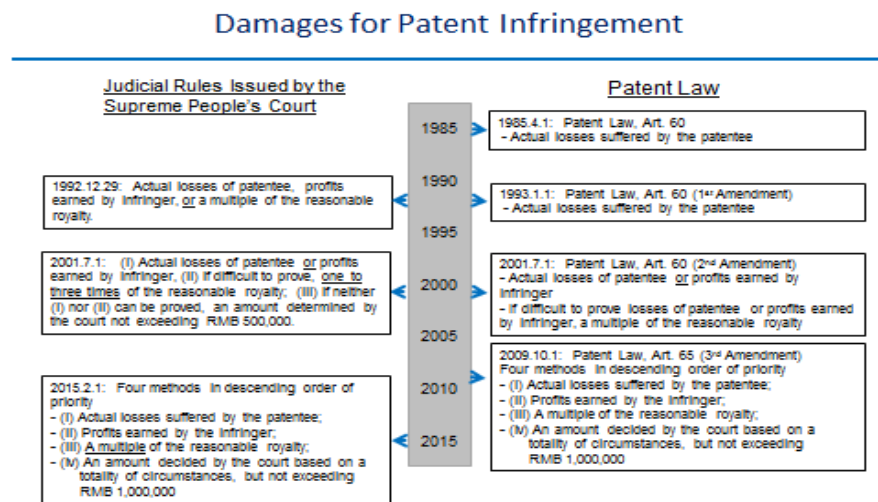 Damages for Patent Infringement
Judicial Rules Issued by the
Supreme People's Court
1992.12.29: Actual losses of patentee, profits
earned by infringer, or a multiple of the reasonable
royalty.
2001.7.1: (I) Actual losses of patentee or profits
earned by infringer, (II) if difficult to prove, one to
three times of the reasonable royalty; (III) if neither
(I) nor (II) can be proved, an amount determined by
the court not exceeding RMB 500,000.
2015.2.1: Four methods in descending order of
priority
- (I) Actual losses suffered by the patentee;
- (II) Profits earned by the infringer;
- (III) A multiple of the reasonable royalty;
- (iv) An amount decided by the court based on a
totality of circumstances, but not exceeding
RMB 1,000,000
1985
1990
1995
2000
2005
2010
2015
Patent Law
1985.4.1: Patent Law, Art. 60
- Actual losses suffered by the patentee
1993.1.1: Patent Law, Art. 60 (1st Amendment)
- Actual losses suffered by the patentee
2001.7.1: Patent Law, Art. 60 (2nd Amendment)
- Actual losses of patentee or profits earned by
infringer
- If difficult to prove losses of patentee or profits earned
by infringer, a multiple of the reasonable royalty
2009.10.1: Patent Law, Art. 65 (3rd Amendment)
Four methods in descending order of priority
- (I) Actual losses suffered by the patentee;
- (II) Profits earned by the infringer;
- (III) A multiple of the reasonable royalty;
- (iv) An amount decided by the court based on a
totality of circumstances, but not exceeding
RMB 1,000,000